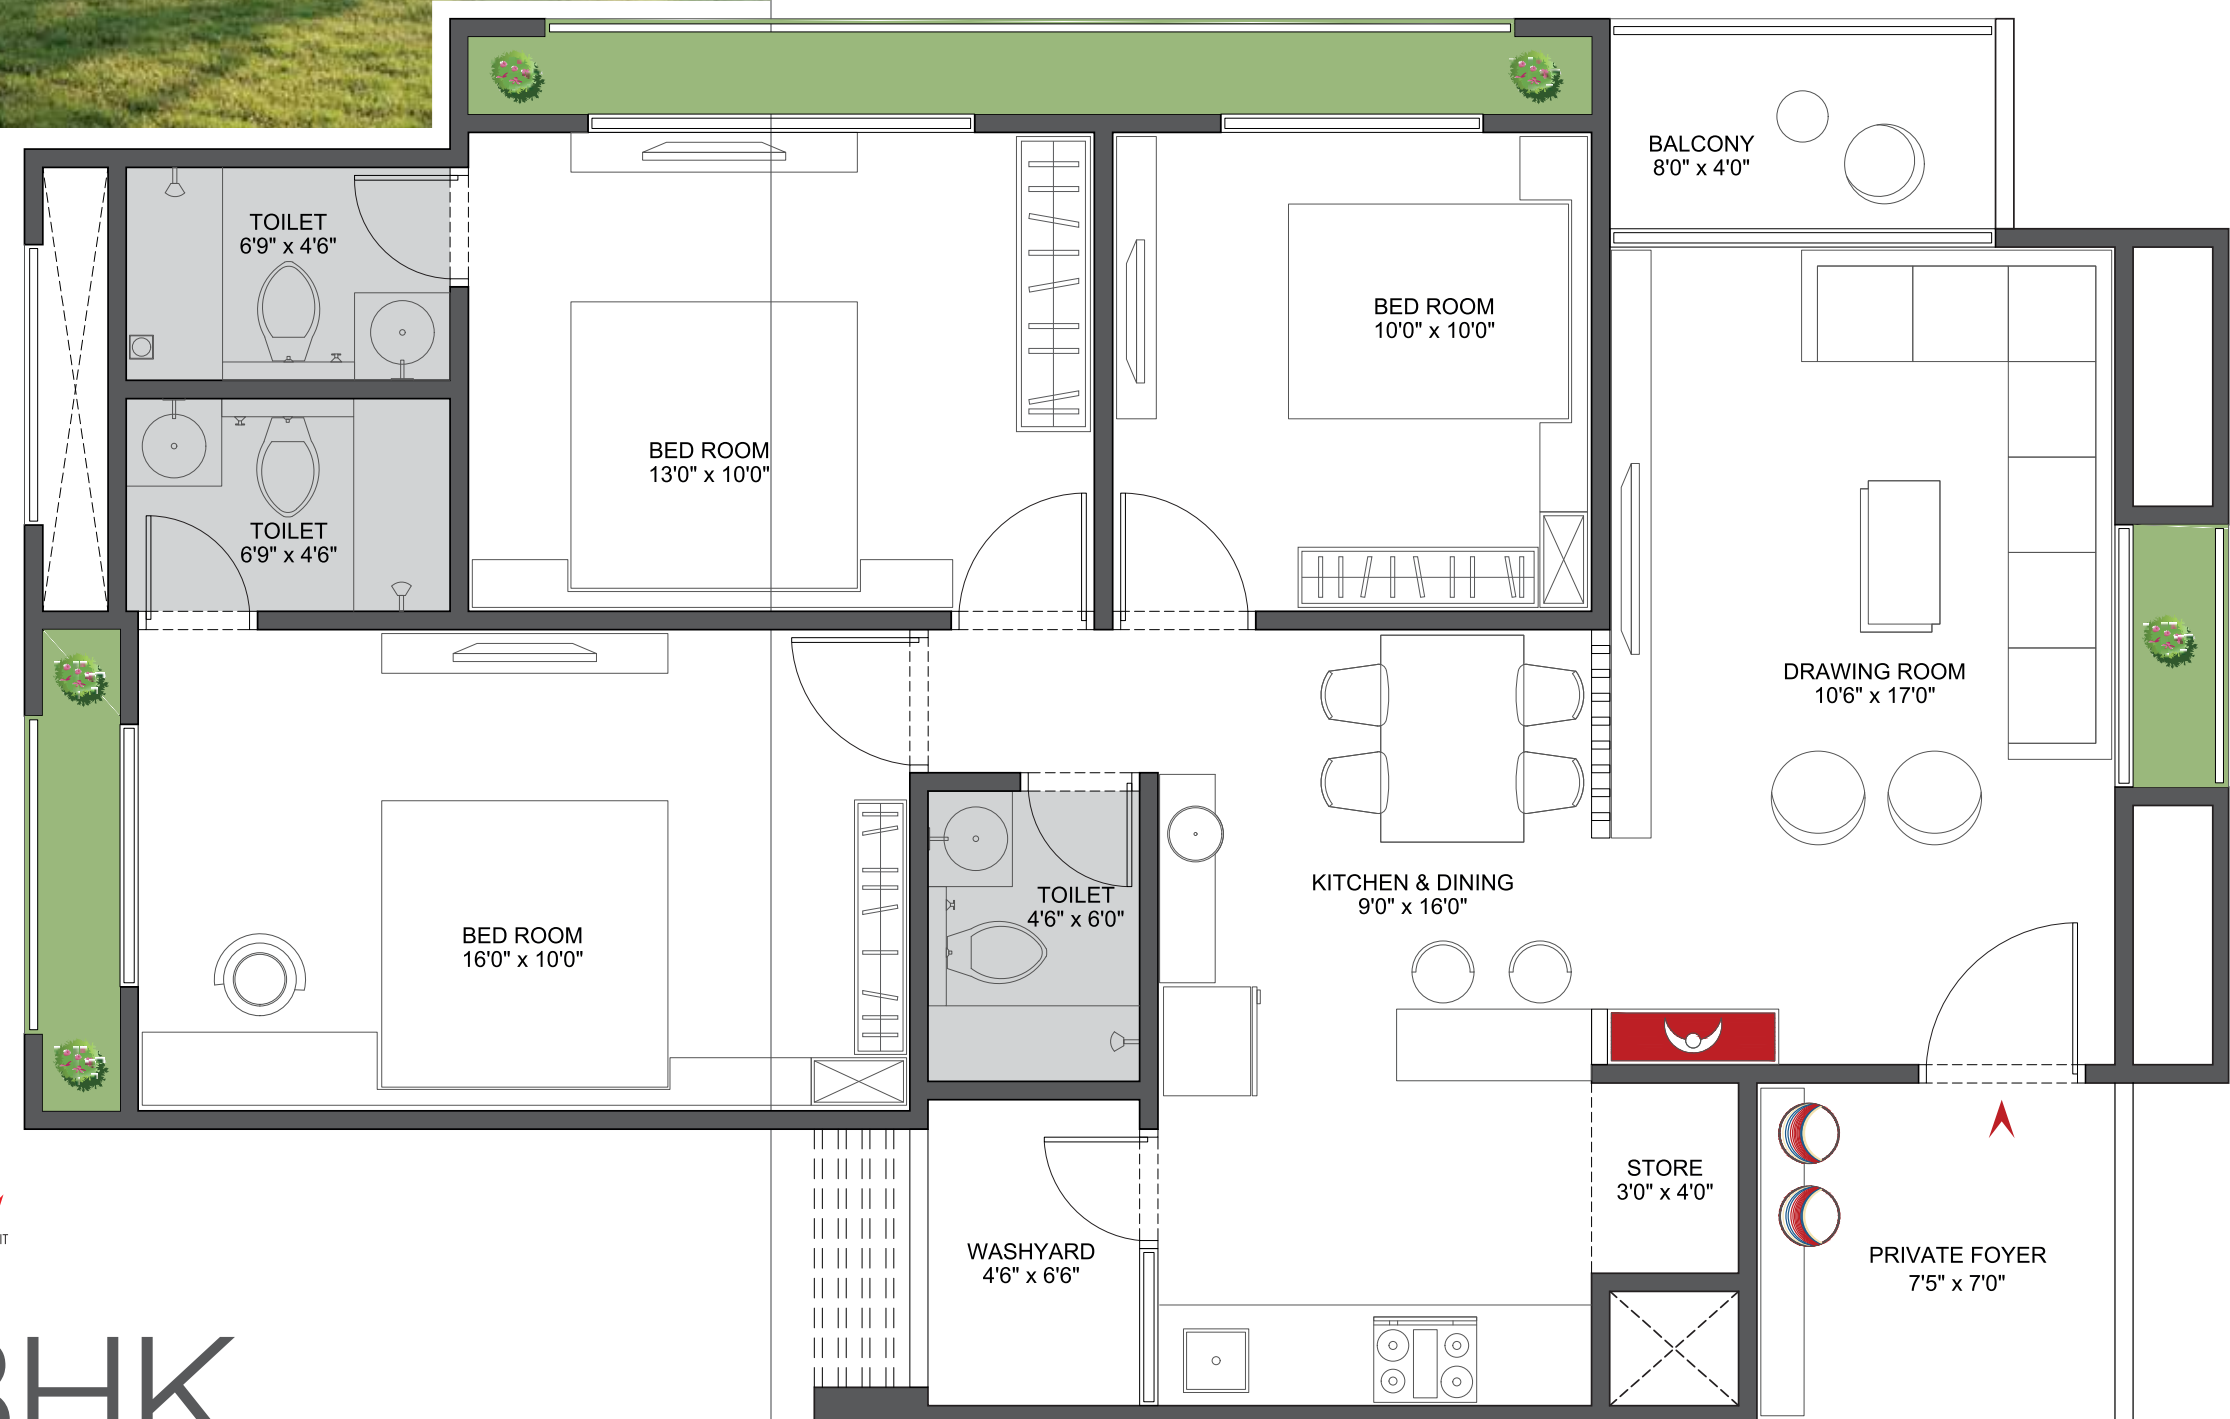 BALCONY
8'0" x 4'0"
TOILET
6'9" x 4'6"
BED ROOM
10'0" x 10'0"
BED ROOM
13'0" x 10'0"
TOILET
6'9" x 4'6"
DRAWING ROOM
10'6" x 17'0"
KITCHEN & DINING
9'0" x 16'0"
TOILET
4'6" x 6'0"
BED ROOM
16'0" x 10'0"
STORE
3'0" x 4'0"
WASHYARD
4'6" x 6'6"
PRIVATE FOYER
7'5" x 7'0"
BHK